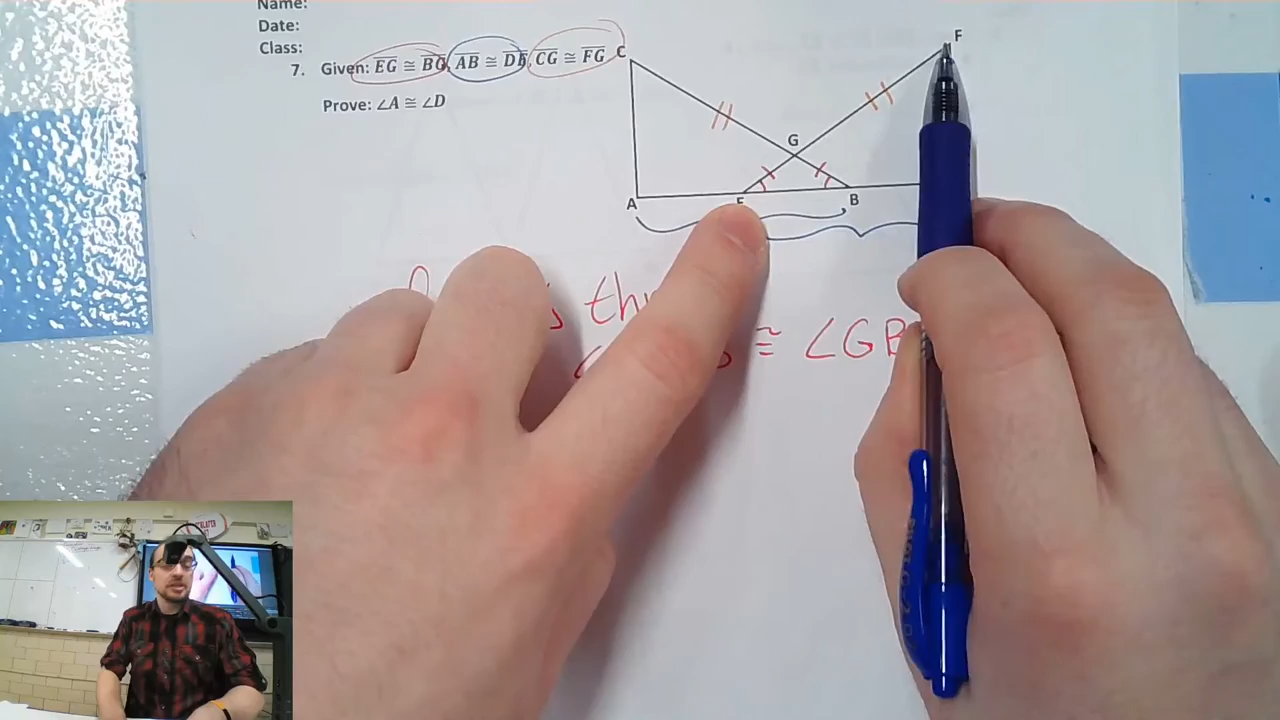 Name:
Date:
Class:
7. Given: EG ≅ BG, AB ≅ DE, CG ≅ FG
Prove: ∠A ≅ ∠D
C
F
G
A
B
≅ ∠GB